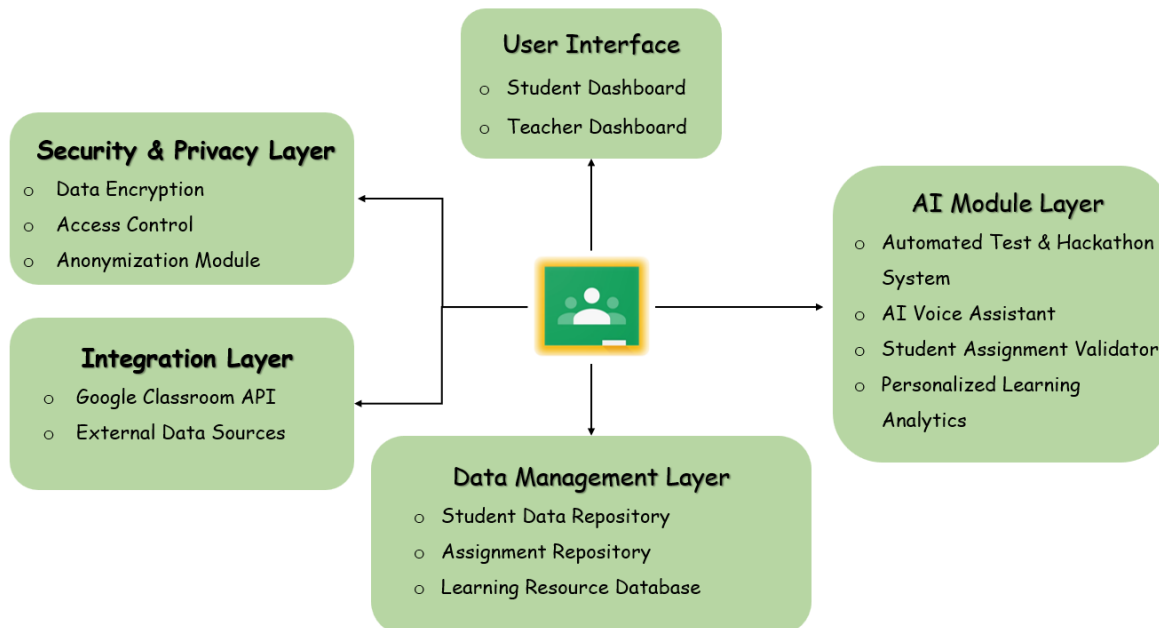 User Interface
o Student Dashboard
o Teacher Dashboard
Security & Privacy Layer
o Data Encryption
o Access Control
o Anonymization Module
Integration Layer
o Google Classroom API
o External Data Sources
AI Module Layer
o Automated Test & Hackathon
System
o AI Voice Assistant
o Student Assignment Validator
o Personalized Learning
Analytics
Data Management Layer
o Student Data Repository
o Assignment Repository
o Learning Resource Database